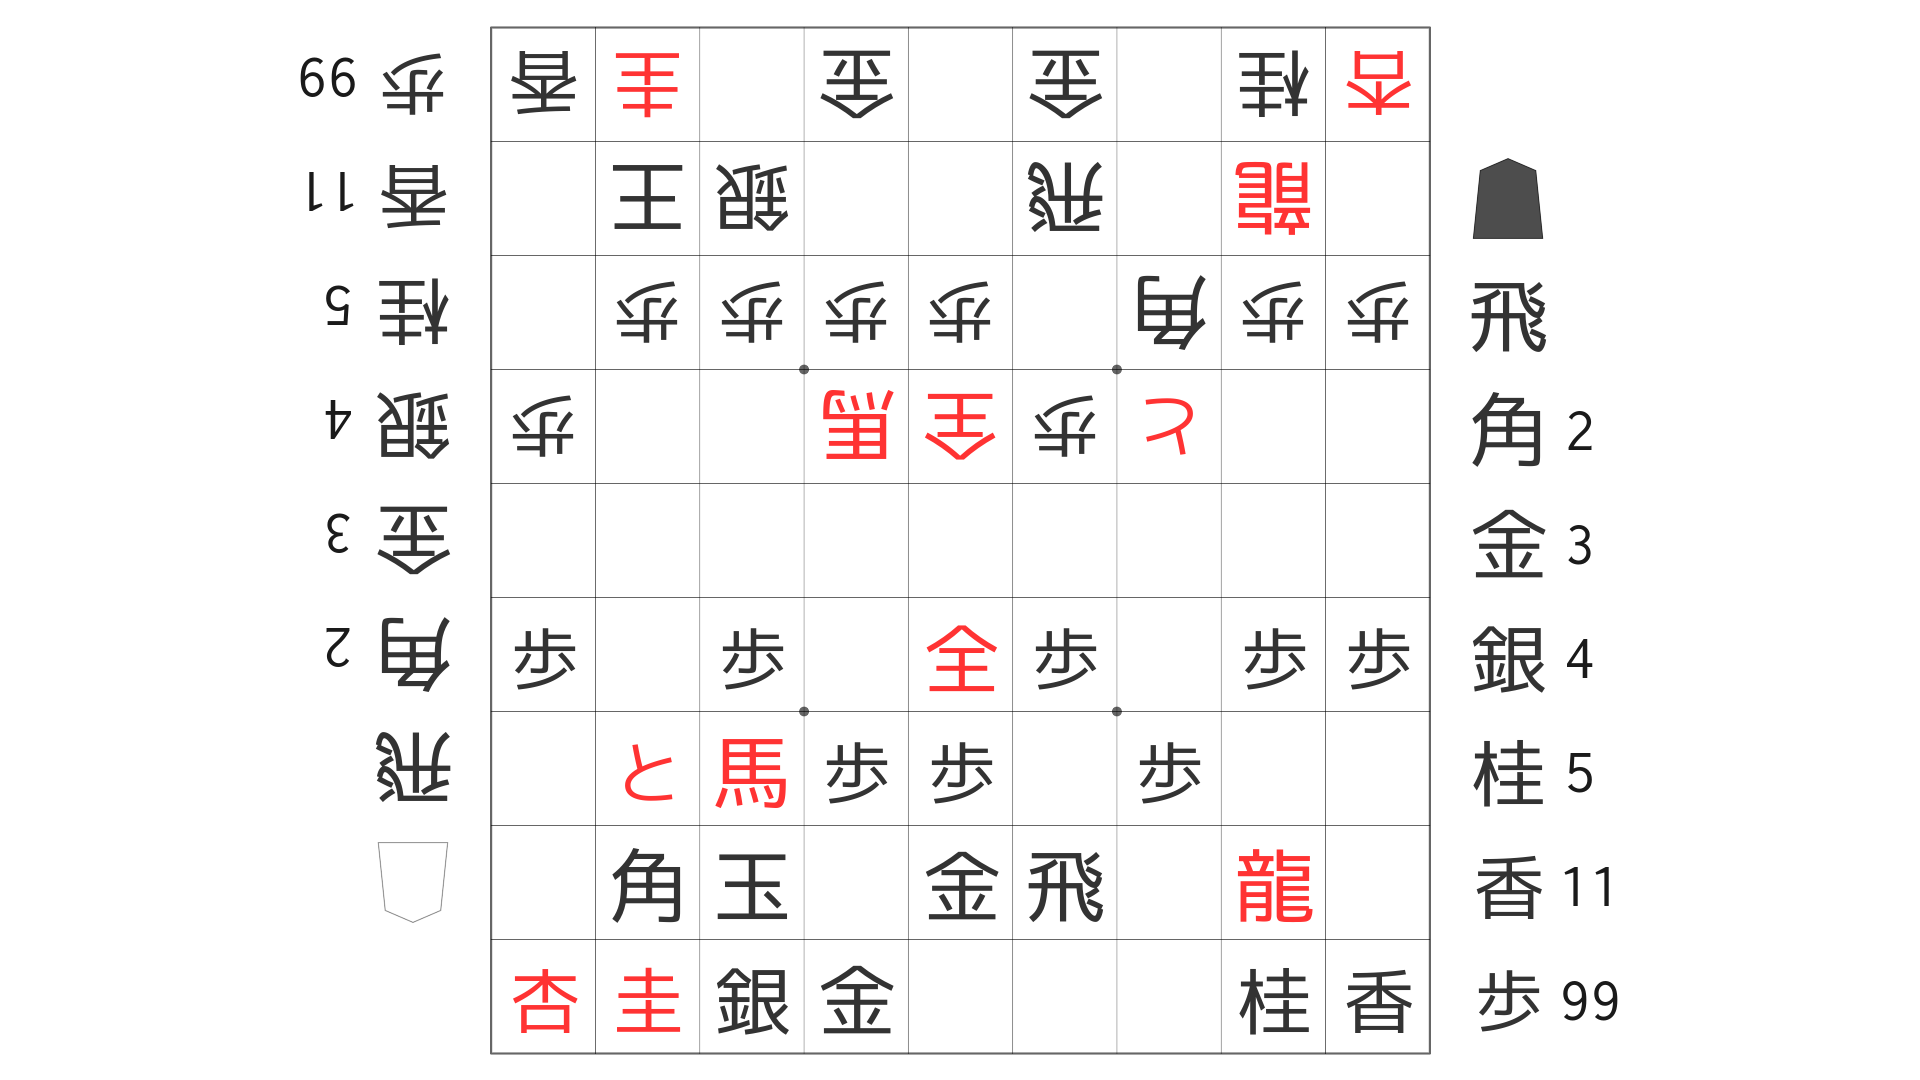 歩 99 香 圭 金 金 桂 杏
香 11 王 銀 飛 龍
桂 5 歩 歩 歩 歩 角 歩 歩 飛
銀 4 歩 馬 全 歩 と 角 2
金 3 金 3
角 2 歩 歩 全 歩 歩 歩 銀 4
飛 と 馬 歩 歩 歩 桂 5
角 玉 金 飛 龍 香 11
杏 圭 銀 金 桂 香 歩 99